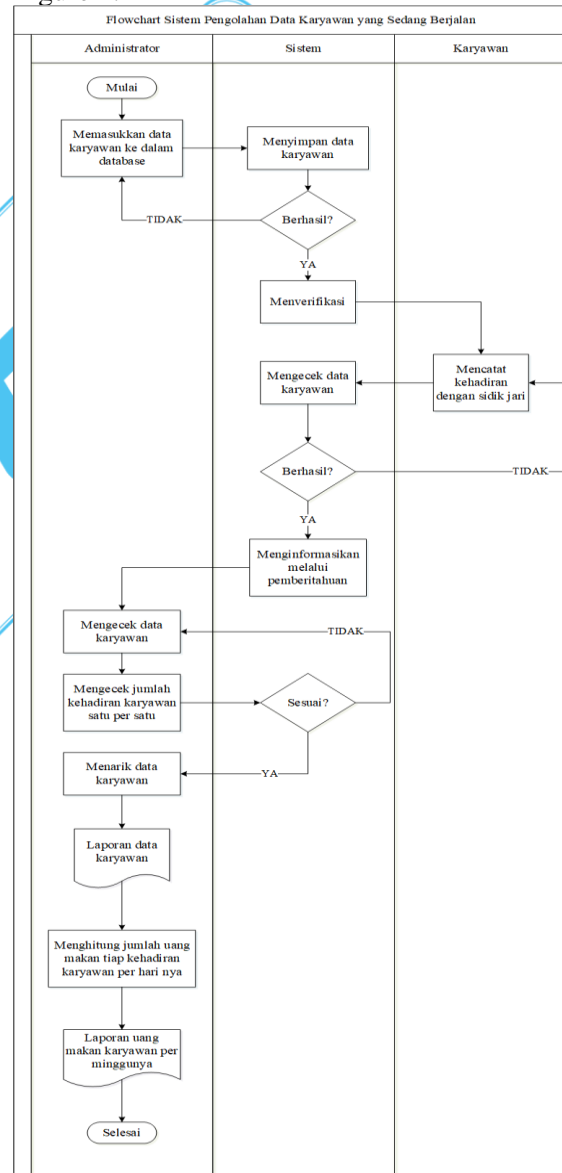 Flowchart Sistem Pengolahan Data Karyawan yang Sedang Berjalan
Administrator
Sistem
Karyawan
Mulai
Memasukkan data
karyawan ke dalam
database
Menyimpan data
karyawan
TIDAK
Berhasil?
YA
Menverifikasi
Mencatat
kehadiran
dengan sidik jari
Mengecek data
karyawan
Berhasil?
TIDAK
YA
Menginformasikan
melalui
pemberitahuan
Mengecek data
karyawan
TIDAK
Mengecek jumlah
kehadiran karyawan
satu per satu
Sesuai?
YA
Menarik data
karyawan
Laporan data
karyawan
Menghitung jumlah uang
makan tiap kehadiran
karyawan per hari nya
Laporan uang
makan karyawan per
minggunya
Selesai